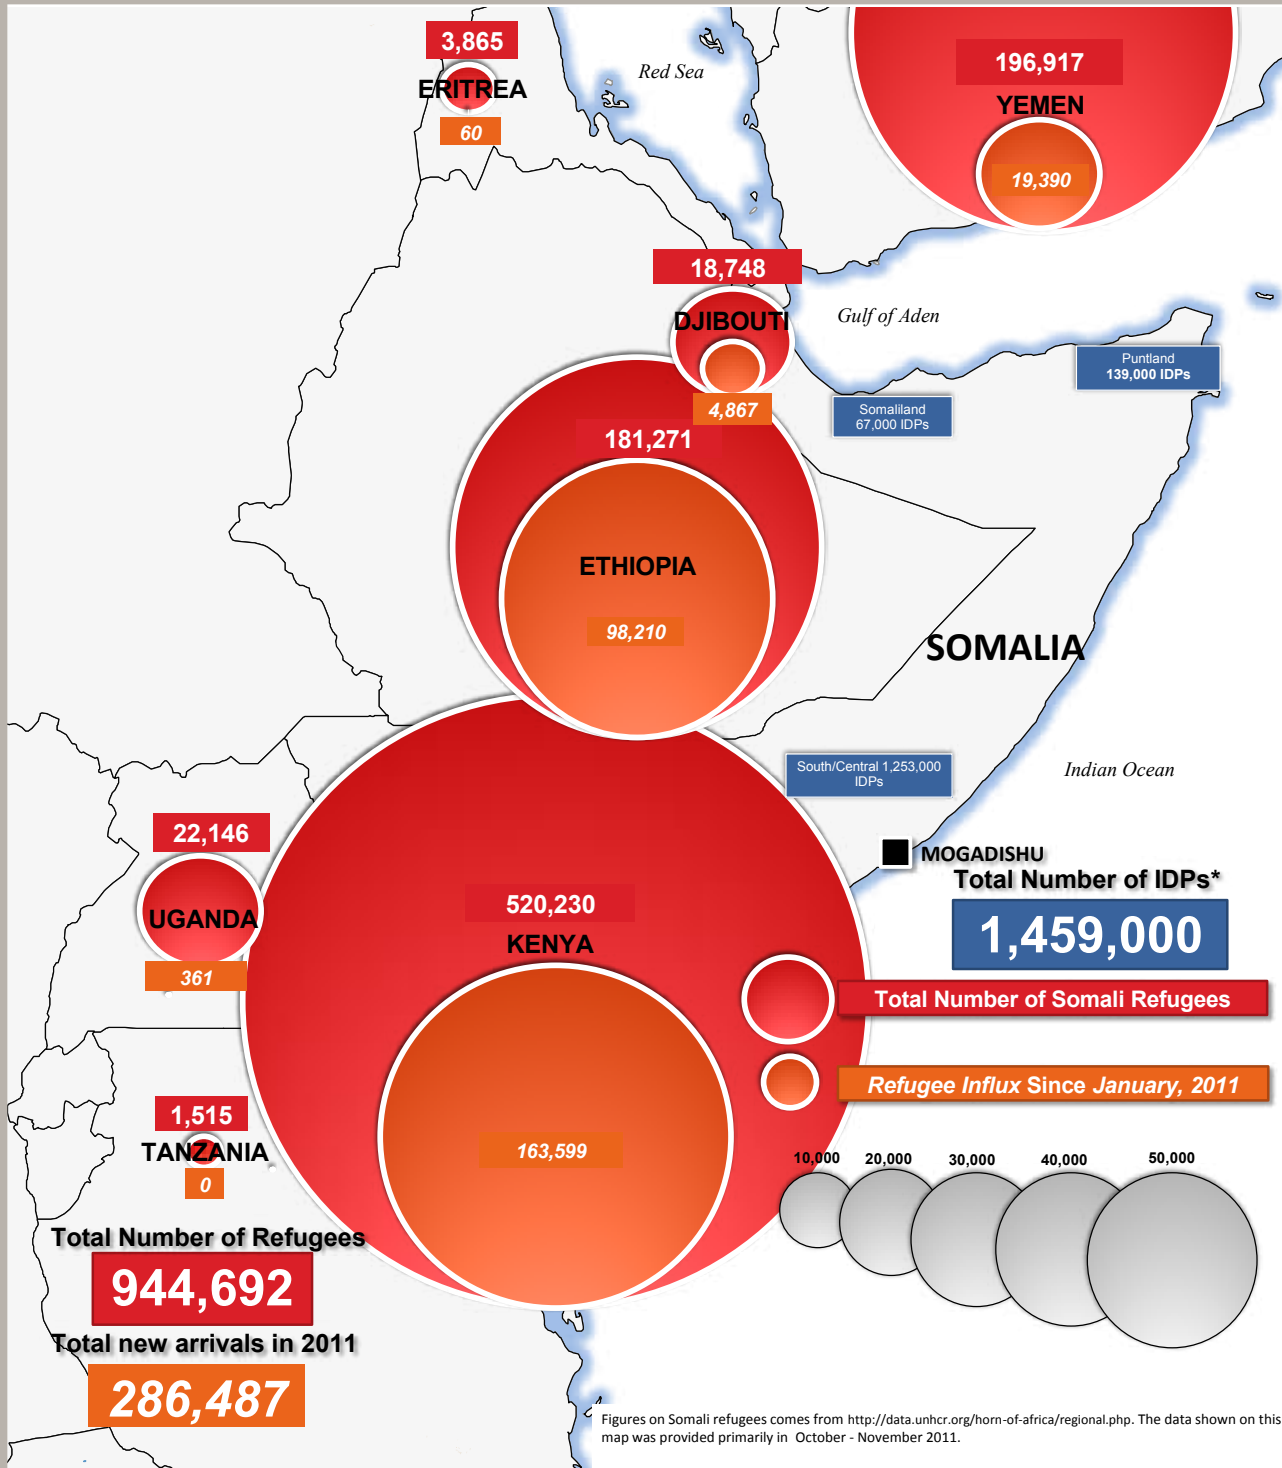 3,865
ERITREA
60
Red Sea
196,917
YEMEN
19,390
18,748
DJIBOUTI
4,867
Gulf of Aden
Puntland
139,000 IDPs
Somaliland
67,000 IDPs
181,271
ETHIOPIA
98,210
SOMALIA
South/Central 1,253,000
IDPs
Indian Ocean
MOGADISHU
Total Number of IDPs*
1,459,000
22,146
UGANDA
361
520,230
KENYA
163,599
Total Number of Somali Refugees
Refugee Influx Since January, 2011
1,515
TANZANIA
0
10,000
20,000
30,000
40,000
50,000
Total Number of Refugees
944,692
Total new arrivals in 2011
286,487
Figures on Somali refugees comes from http://data.unhcr.org/horn-of-africa/regional.php. The data shown on this
map was provided primarily in October - November 2011.